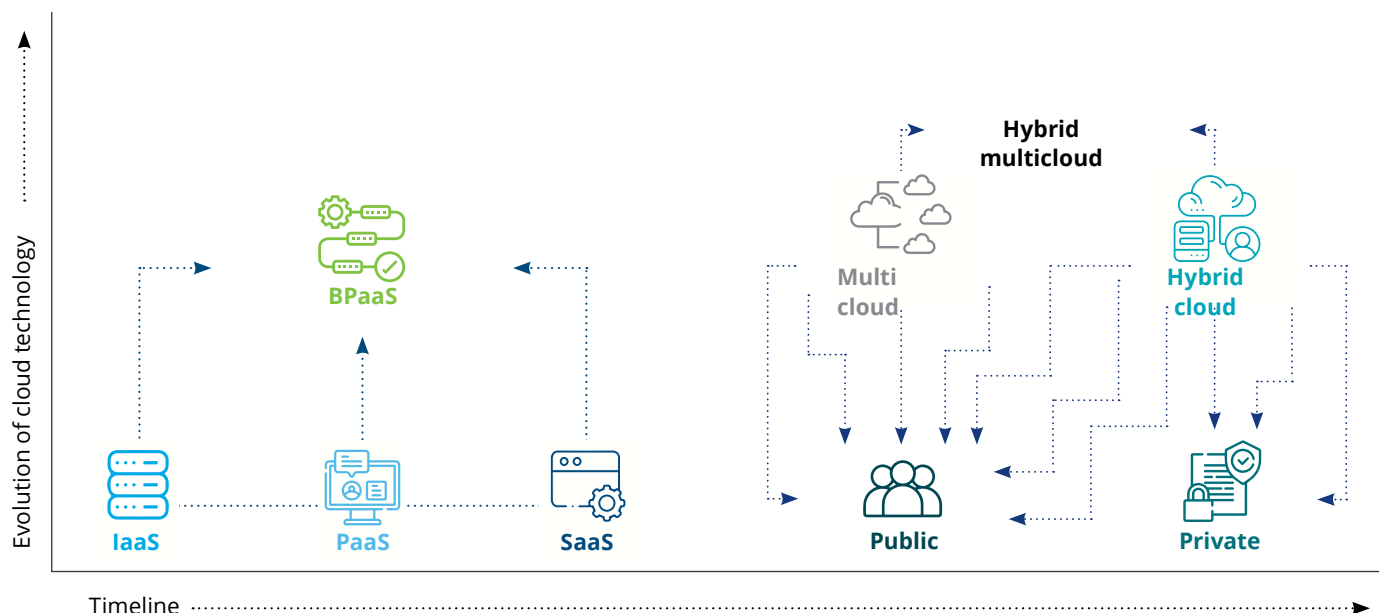 Evolution of cloud technology
Hybrid
multicloud
BPaaS
Multi
cloud
Hybrid
cloud
IaaS
PaaS
SaaS
Public
Private
Timeline